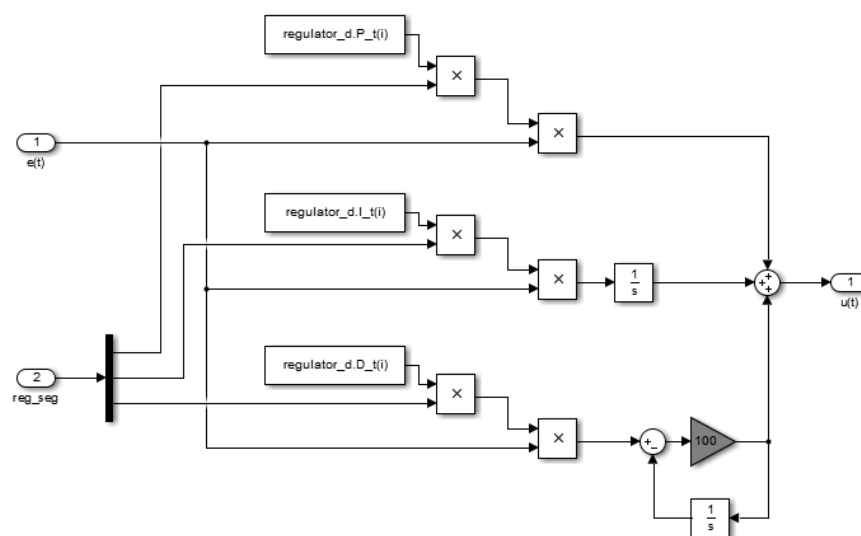 regulator_d.P_t(i)
×
1
e(t)
×
regulator_d.I_t(i)
×
×
1
s
+
+
+
1
u(t)
2
reg_seg
regulator_d.D_t(i)
×
×
+
−
100
1
s